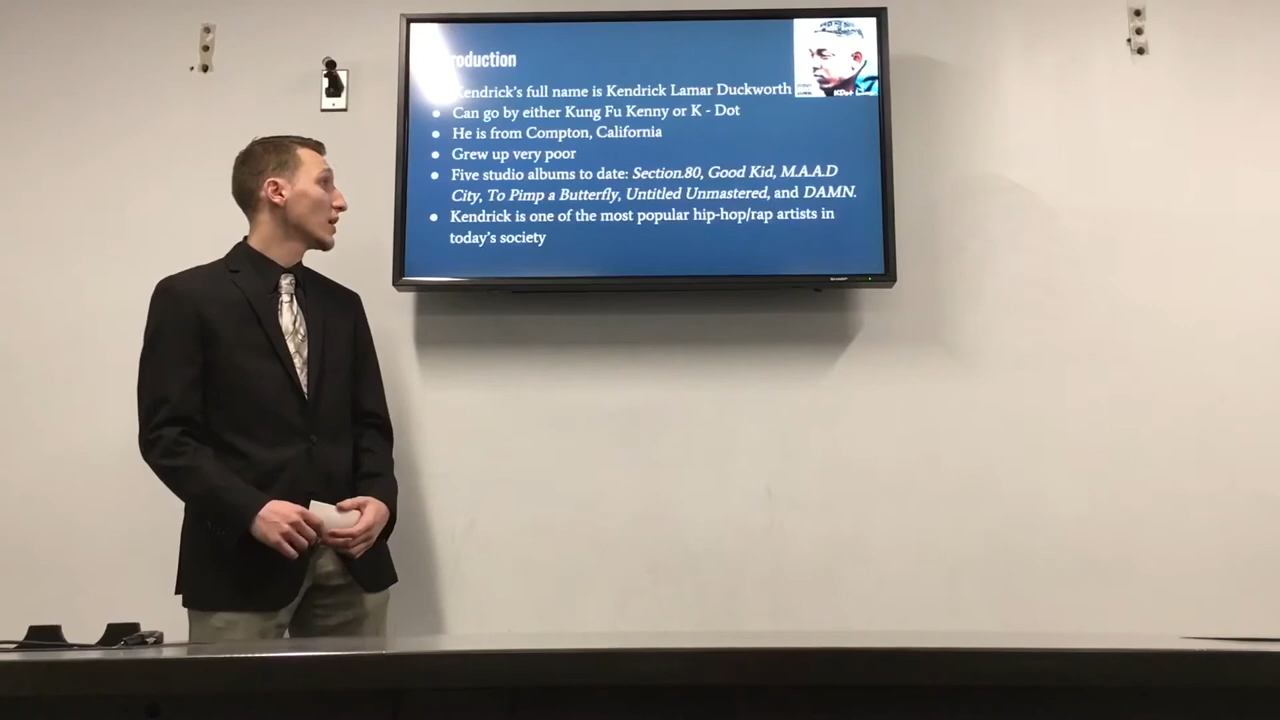 roduction
Kendrick's full name is Kendrick Lamar Duckworth
● Can go by either Kung Fu Kenny or K - Dot
● He is from Compton, California
● Grew up very poor
● Five studio albums to date: Section.80, Good Kid, M.A.A.D
City, To Pimp a Butterfly, Untitled Unmastered, and DAMN.
● Kendrick is one of the most popular hip-hop/rap artists in
today's society
SHARP